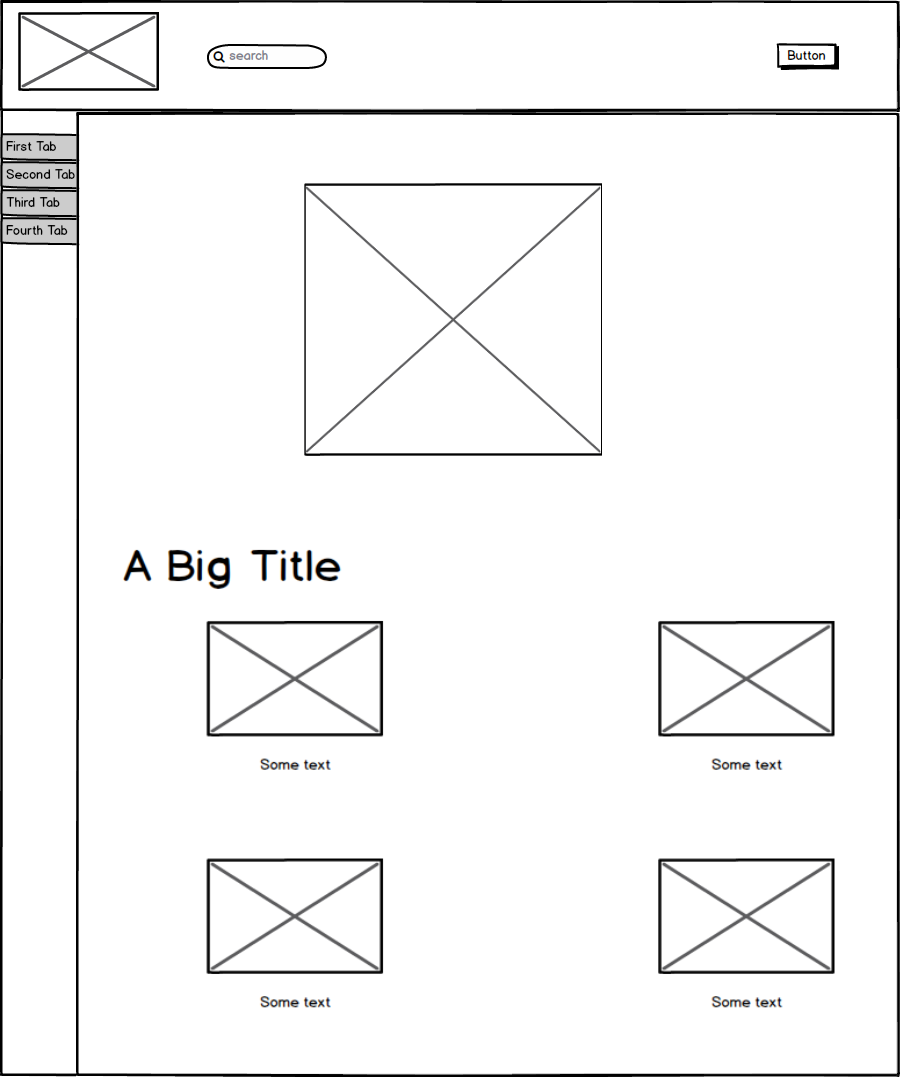 search
Button
First Tab
Second Tab
Third Tab
Fourth Tab
A Big Title
Some text
Some text
Some text
Some text